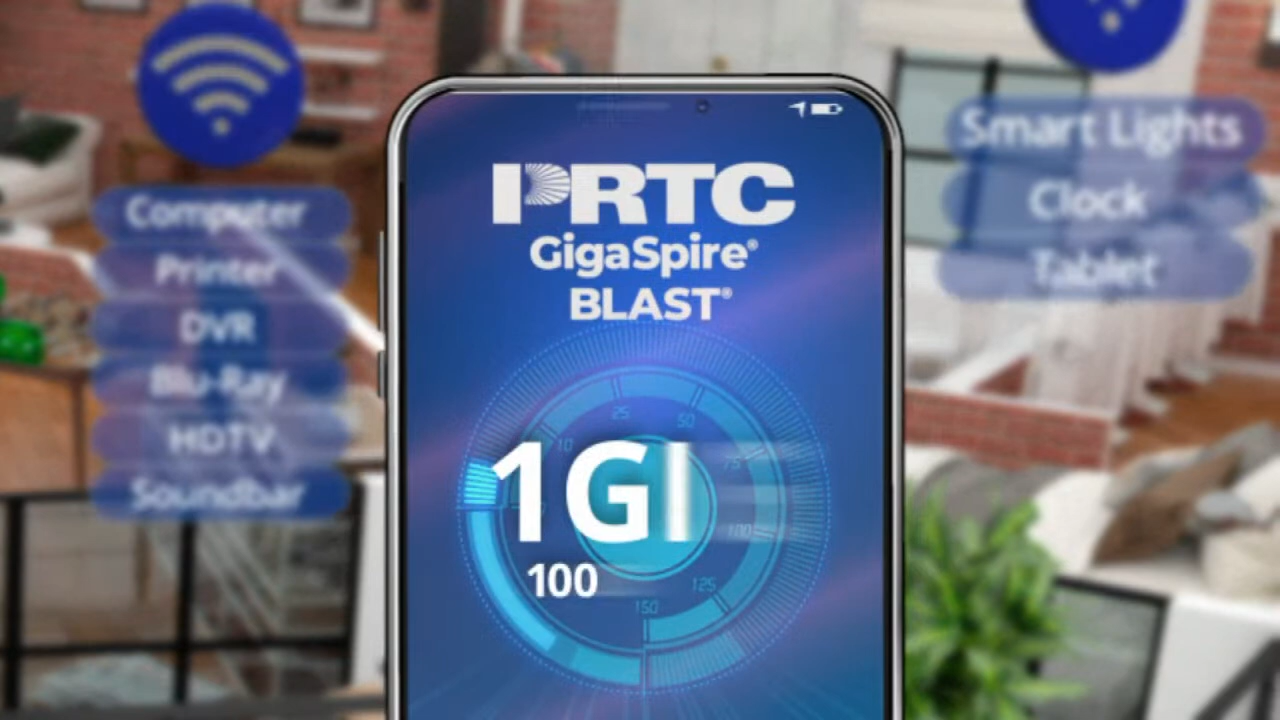 Computer
Printer
DVR
Blu-Ray
HDTV
Soundbar
PRTC
GigaSpire®
BLAST®
10
25
50
75
100
125
150
1GI
100
Smart Lights
Clock
Tablet